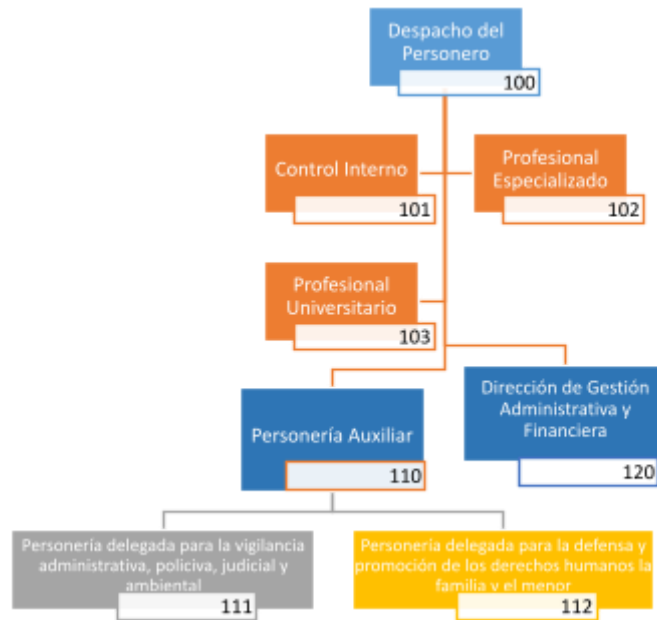 Despacho del
Personero
100
Control Interno
101
Profesional
Especializado
102
Profesional
Universitario
103
Personería Auxiliar
110
Dirección de Gestión
Administrativa y
Financiera
120
Personería delegada para la vigilancia
administrativa, policiva, judicial y
ambiental
111
Personería delegada para la defensa y
promoción de los derechos humanos la
familia y el menor
112